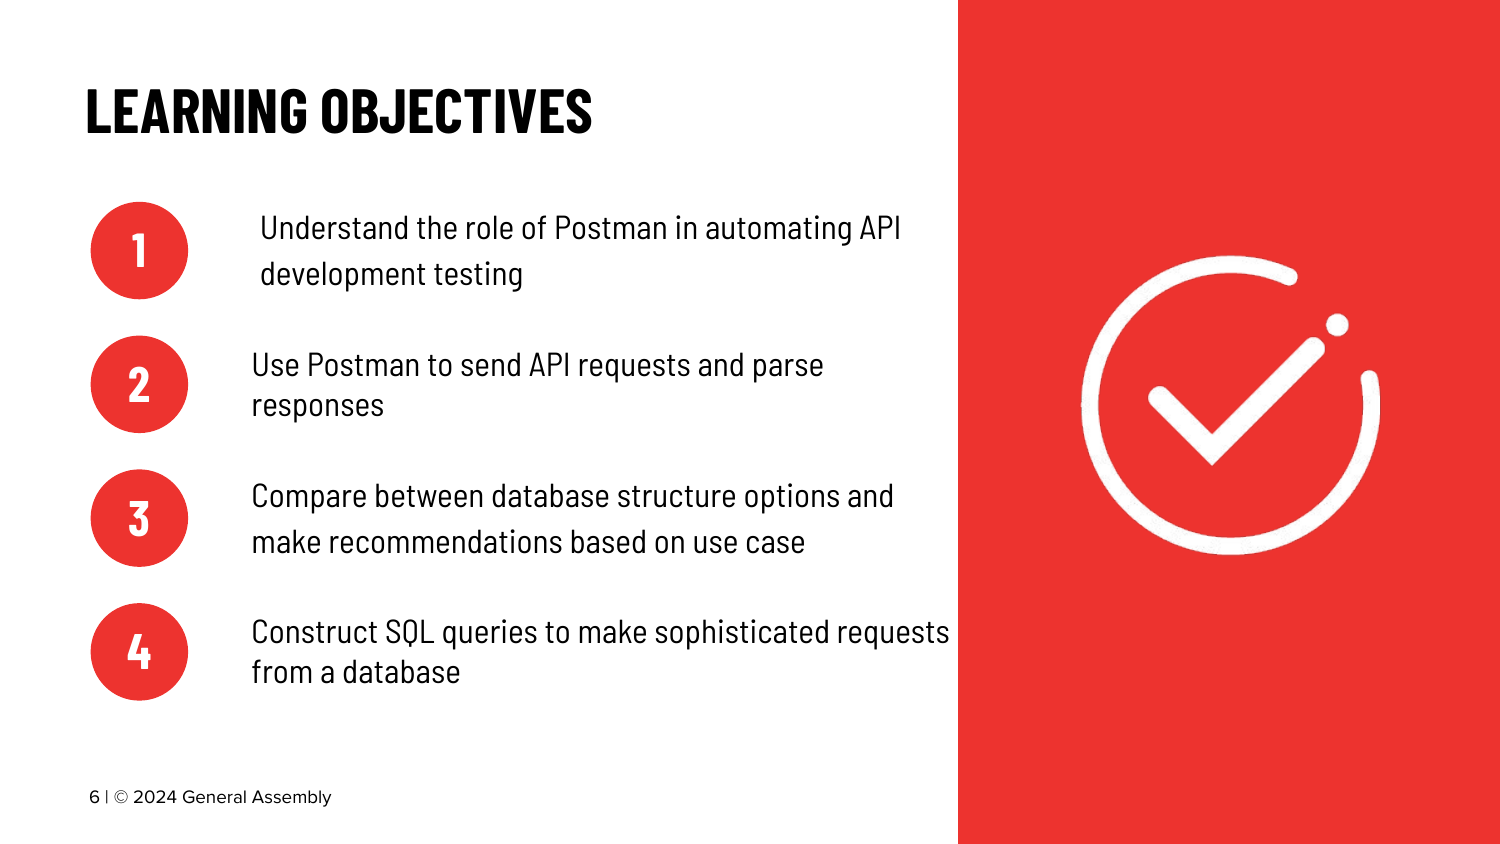 LEARNING OBJECTIVES
1
Understand the role of Postman in automating API
development testing
2
Use Postman to send API requests and parse
responses
3
Compare between database structure options and
make recommendations based on use case
4
Construct SQL queries to make sophisticated requests
from a database
6 | © 2024 General Assembly